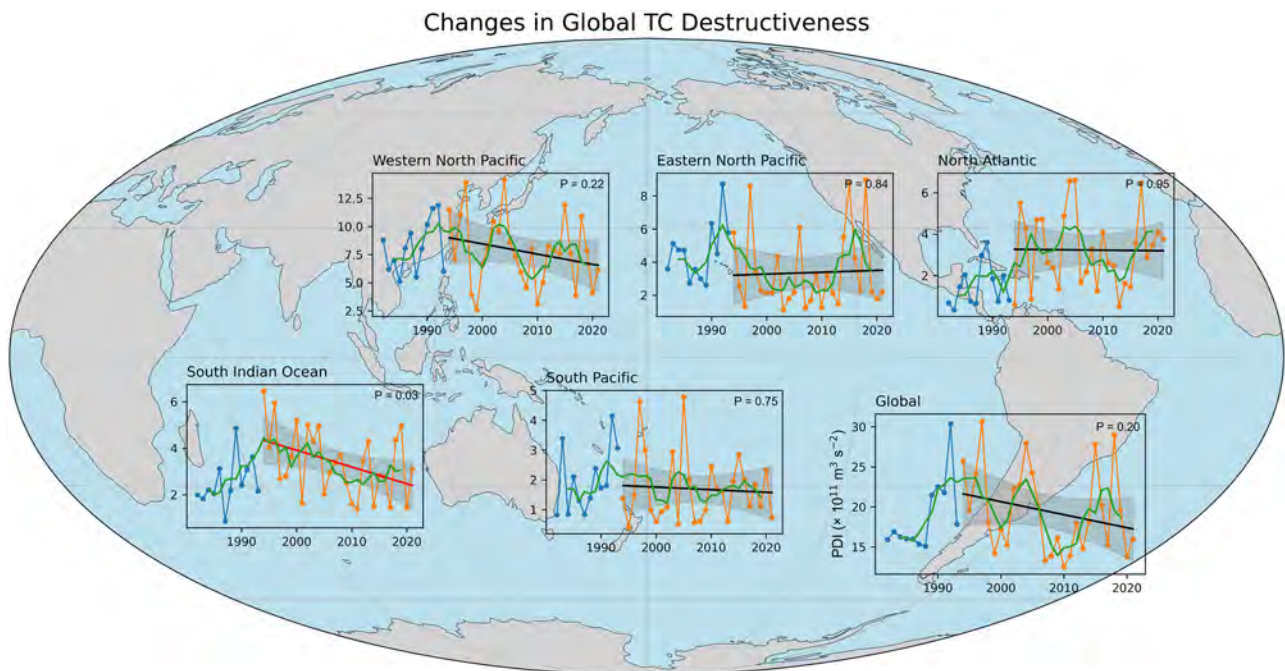 Changes in Global TC Destructiveness
Western North Pacific
P = 0.22
12.5
10.0
7.5
5.0
2.5
1990 2000 2010 2020
Eastern North Pacific
P = 0.84
8
6
4
2
1990 2000 2010 2020
North Atlantic
P = 0.95
6
4
2
1990 2000 2010 2020
South Indian Ocean
P = 0.03
6
4
2
1990 2000 2010 2020
South Pacific
P = 0.75
5
4
3
2
1
1990 2000 2010 2020
Global
P = 0.20
PDI (× 10¹¹ m³ s⁻²)
30
25
20
15
1990 2000 2010 2020